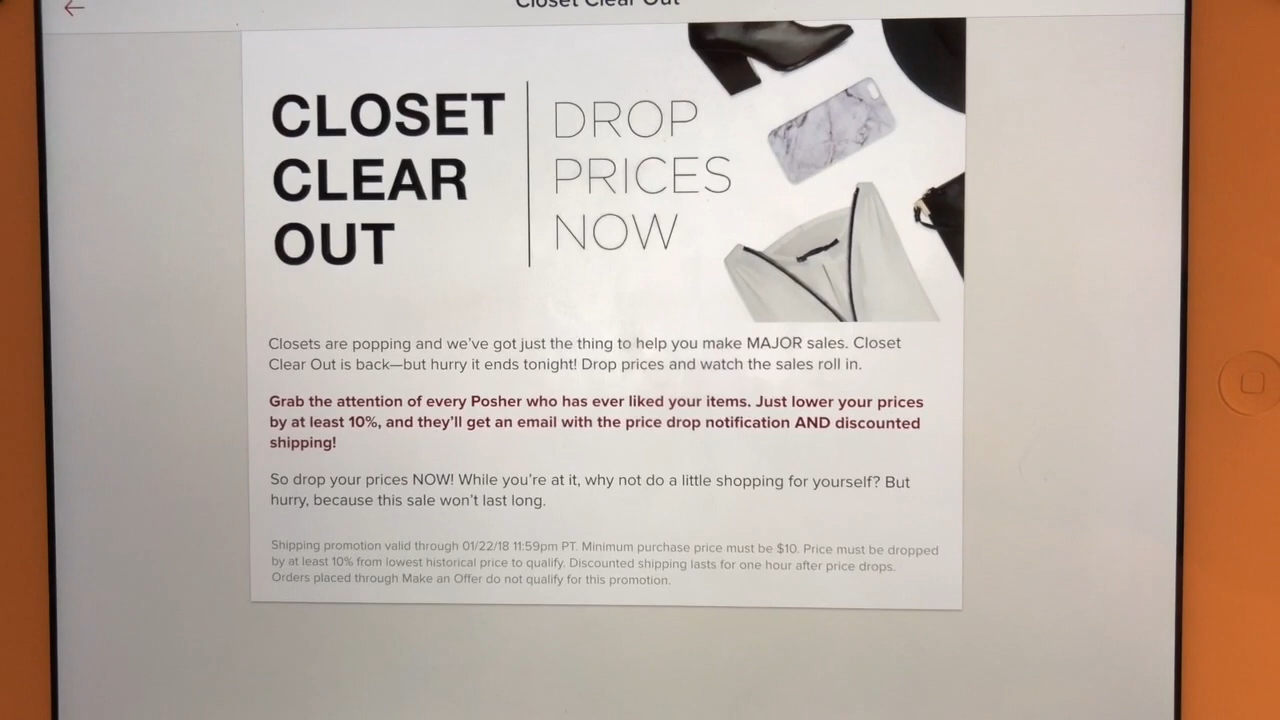 Closet Clear Out
CLOSET
CLEAR
OUT
DROP
PRICES
NOW
Closets are popping and we've got just the thing to help you make MAJOR sales. Closet
Clear Out is back—but hurry it ends tonight! Drop prices and watch the sales roll in.
Grab the attention of every Posher who has ever liked your items. Just lower your prices
by at least 10%, and they'll get an email with the price drop notification AND discounted
shipping!
So drop your prices NOW! While you're at it, why not do a little shopping for yourself? But
hurry, because this sale won't last long.
Shipping promotion valid through 01/22/18 11:59pm PT. Minimum purchase price must be $10. Price must be dropped
by at least 10% from lowest historical price to qualify. Discounted shipping lasts for one hour after price drops.
Orders placed through Make an Offer do not qualify for this promotion.